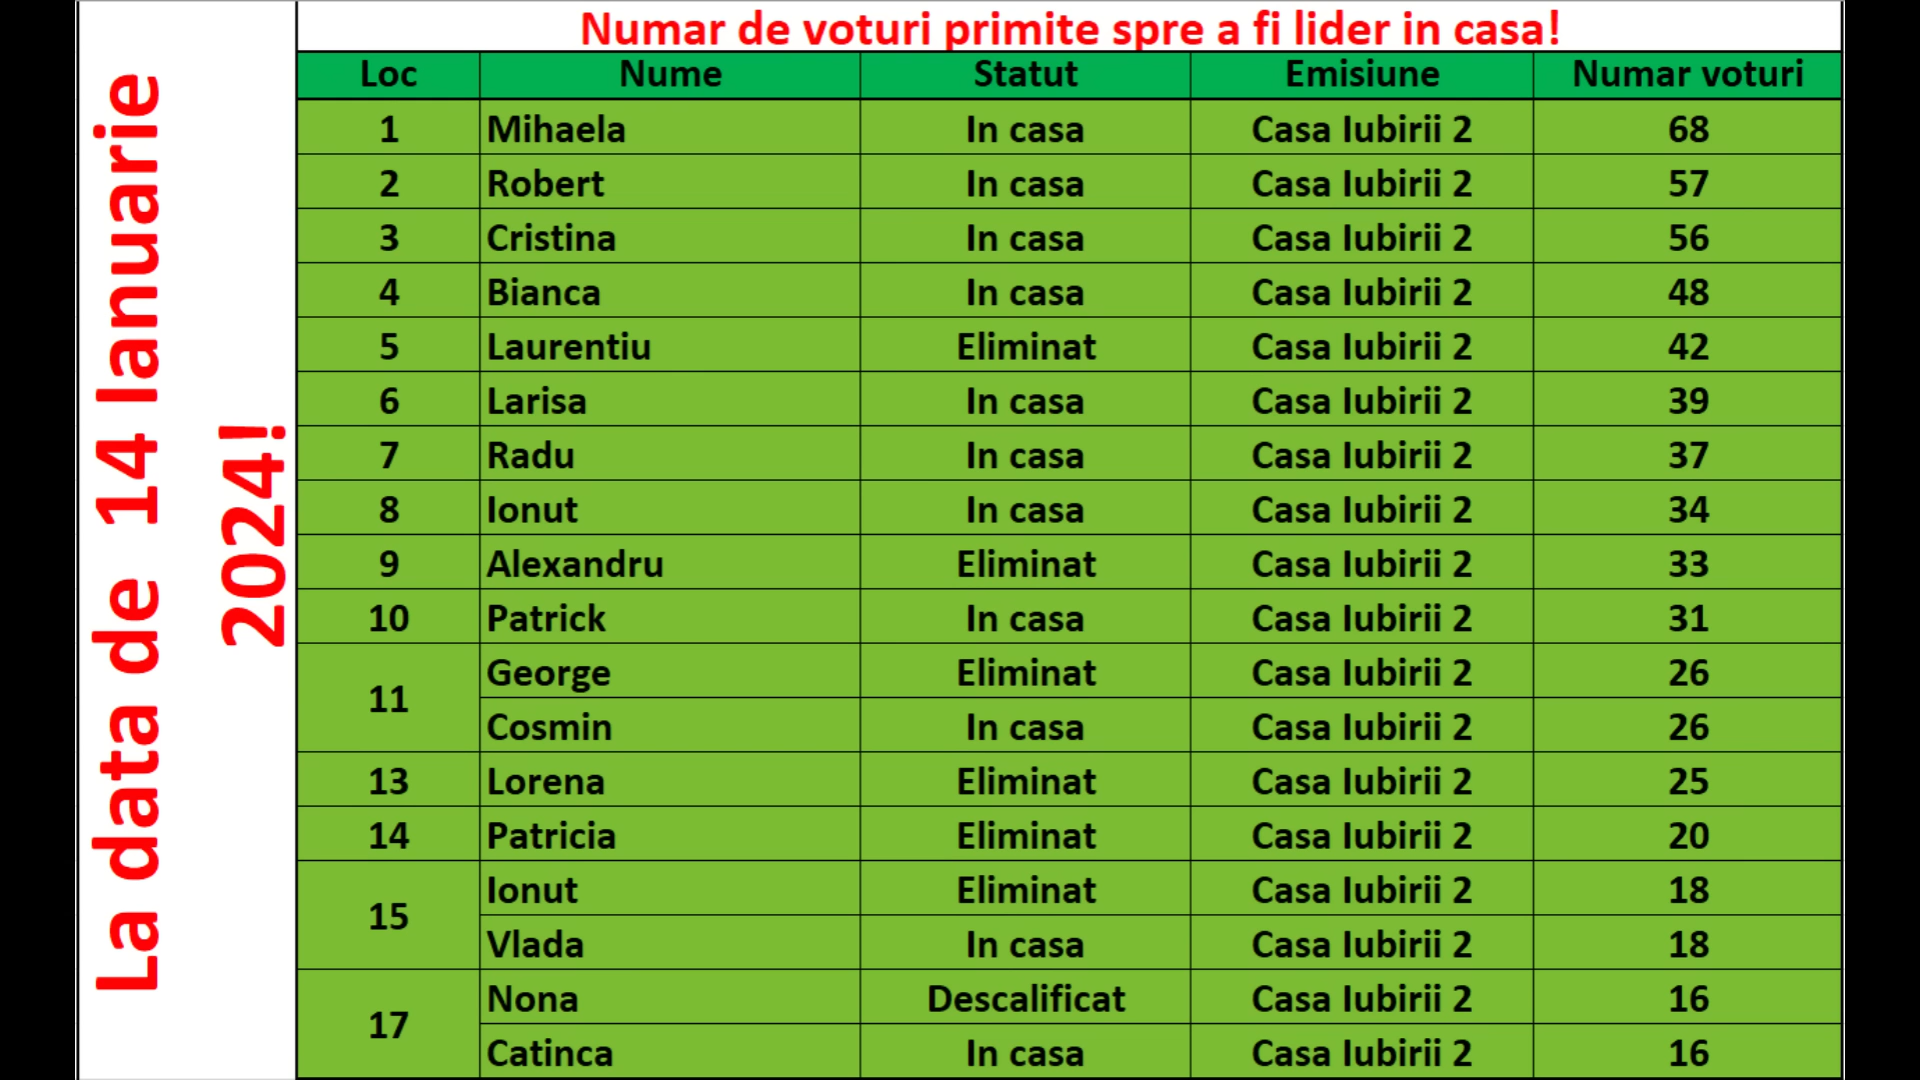 La data de 14 Ianuarie
2024!
Numar de voturi primite spre a fi lider in casa!
Loc Nume Statut Emisiune Numar voturi
1 Mihaela In casa Casa Iubirii 2 68
2 Robert In casa Casa Iubirii 2 57
3 Cristina In casa Casa Iubirii 2 56
4 Bianca In casa Casa Iubirii 2 48
5 Laurentiu Eliminat Casa Iubirii 2 42
6 Larisa In casa Casa Iubirii 2 39
7 Radu In casa Casa Iubirii 2 37
8 Ionut In casa Casa Iubirii 2 34
9 Alexandru Eliminat Casa Iubirii 2 33
10 Patrick In casa Casa Iubirii 2 31
11 George Eliminat Casa Iubirii 2 26
Cosmin In casa Casa Iubirii 2 26
13 Lorena Eliminat Casa Iubirii 2 25
14 Patricia Eliminat Casa Iubirii 2 20
15 Ionut Eliminat Casa Iubirii 2 18
Vlada In casa Casa Iubirii 2 18
17 Nona Descalificat Casa Iubirii 2 16
Catinca In casa Casa Iubirii 2 16